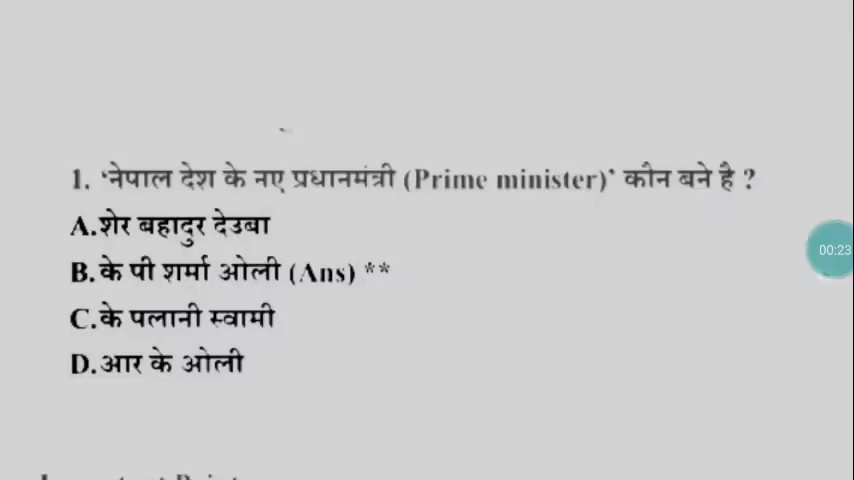 1. ‘नेपाल देश के नए प्रधानमंत्री (Prime minister)’ कौन बने है ?
A.शेर बहादुर देउबा
B.के पी शर्मा ओली (Ans) **
C.के पलानी स्वामी
D.आर के ओली
00:23